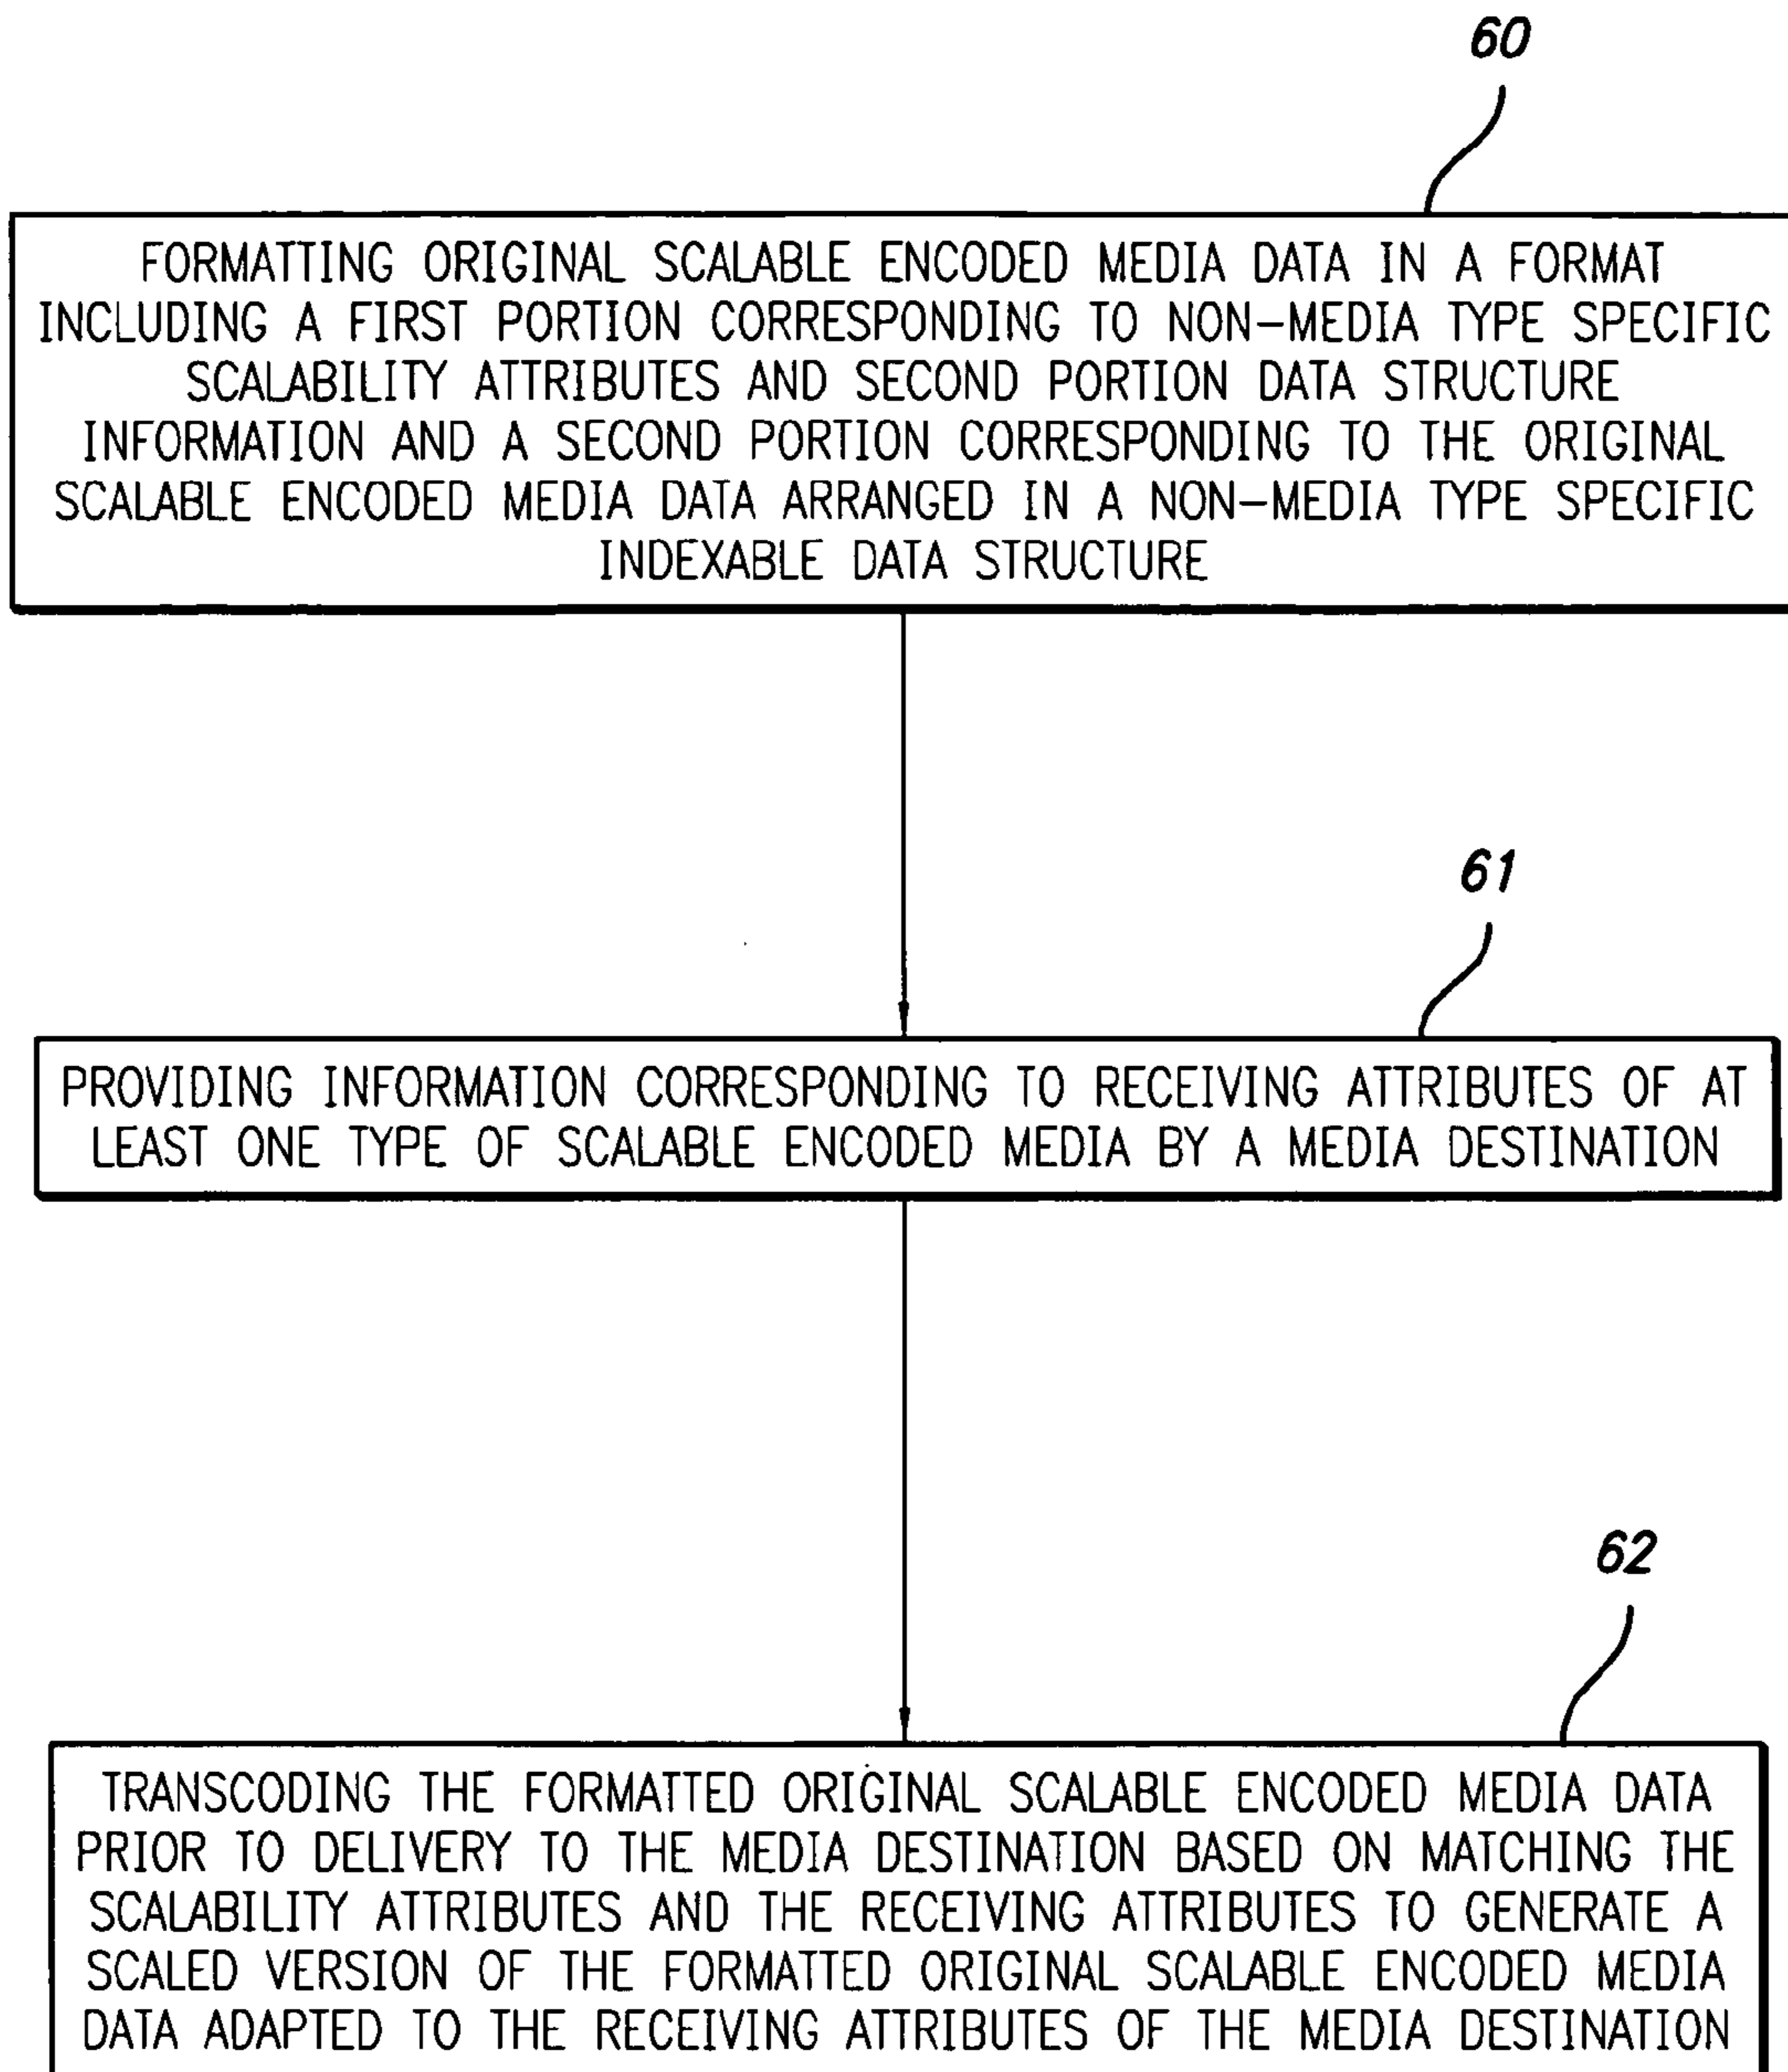 60
FORMATTING ORIGINAL SCALABLE ENCODED MEDIA DATA IN A FORMAT
INCLUDING A FIRST PORTION CORRESPONDING TO NON-MEDIA TYPE SPECIFIC
SCALABILITY ATTRIBUTES AND SECOND PORTION DATA STRUCTURE
INFORMATION AND A SECOND PORTION CORRESPONDING TO THE ORIGINAL
SCALABLE ENCODED MEDIA DATA ARRANGED IN A NON-MEDIA TYPE SPECIFIC
INDEXABLE DATA STRUCTURE
61
PROVIDING INFORMATION CORRESPONDING TO RECEIVING ATTRIBUTES OF AT
LEAST ONE TYPE OF SCALABLE ENCODED MEDIA BY A MEDIA DESTINATION
62
TRANSCODING THE FORMATTED ORIGINAL SCALABLE ENCODED MEDIA DATA
PRIOR TO DELIVERY TO THE MEDIA DESTINATION BASED ON MATCHING THE
SCALABILITY ATTRIBUTES AND THE RECEIVING ATTRIBUTES TO GENERATE A
SCALED VERSION OF THE FORMATTED ORIGINAL SCALABLE ENCODED MEDIA
DATA ADAPTED TO THE RECEIVING ATTRIBUTES OF THE MEDIA DESTINATION